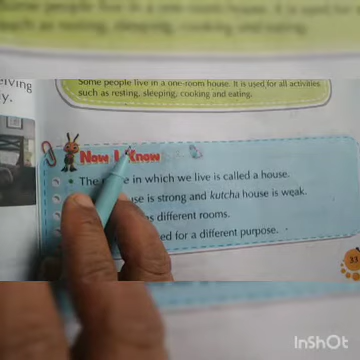 Some people live in a one-room house. It is used for all activities
such as resting, sleeping, cooking and eating.
Now I Know
The in which we live is called a house.
is strong and kutcha house is weak.
different rooms.
for a different purpose.
33
InShOt